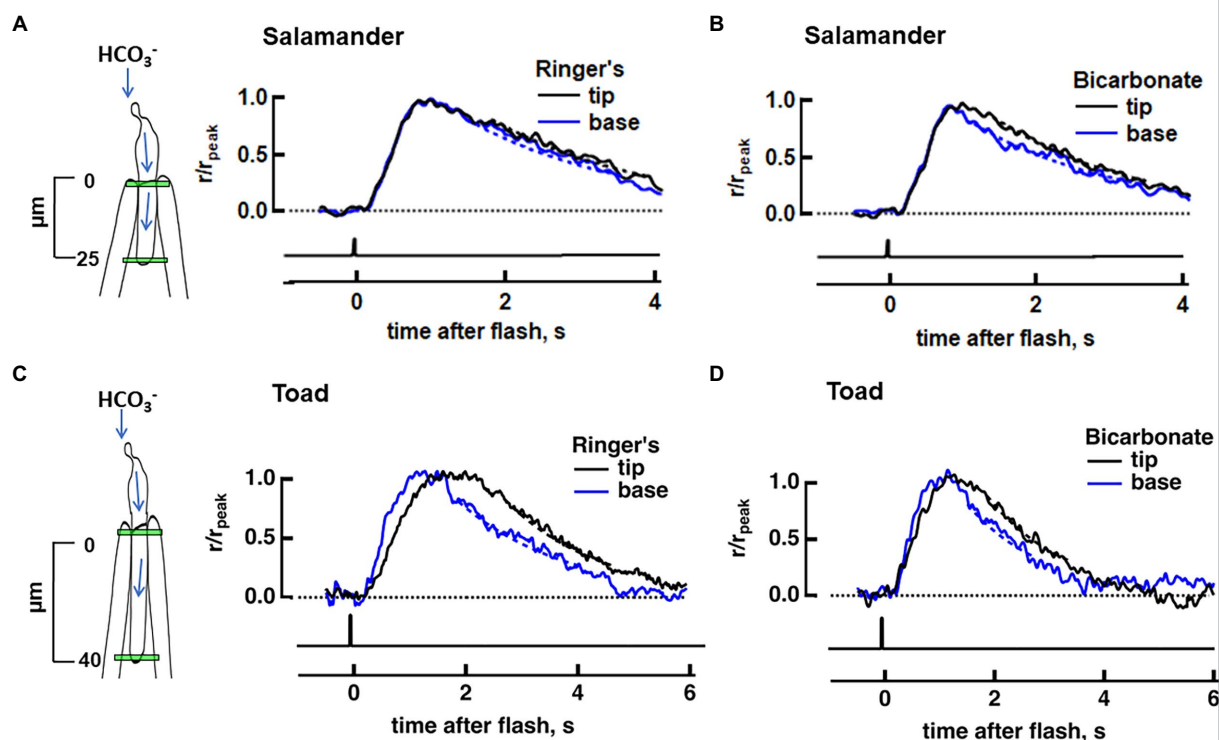 A
Salamander
HCO₃⁻
0
25
μm
Ringer's
tip
base
1.0
0.5
0.0
r/rpeak
0 2 4
time after flash, s
B
Salamander
Bicarbonate
tip
base
1.0
0.5
0.0
r/rpeak
0 2 4
time after flash, s
C
Toad
HCO₃⁻
0
40
μm
Ringer's
tip
base
1.0
0.5
0.0
r/rpeak
0 2 4 6
time after flash, s
D
Toad
Bicarbonate
tip
base
1.0
0.5
0.0
r/rpeak
0 2 4 6
time after flash, s